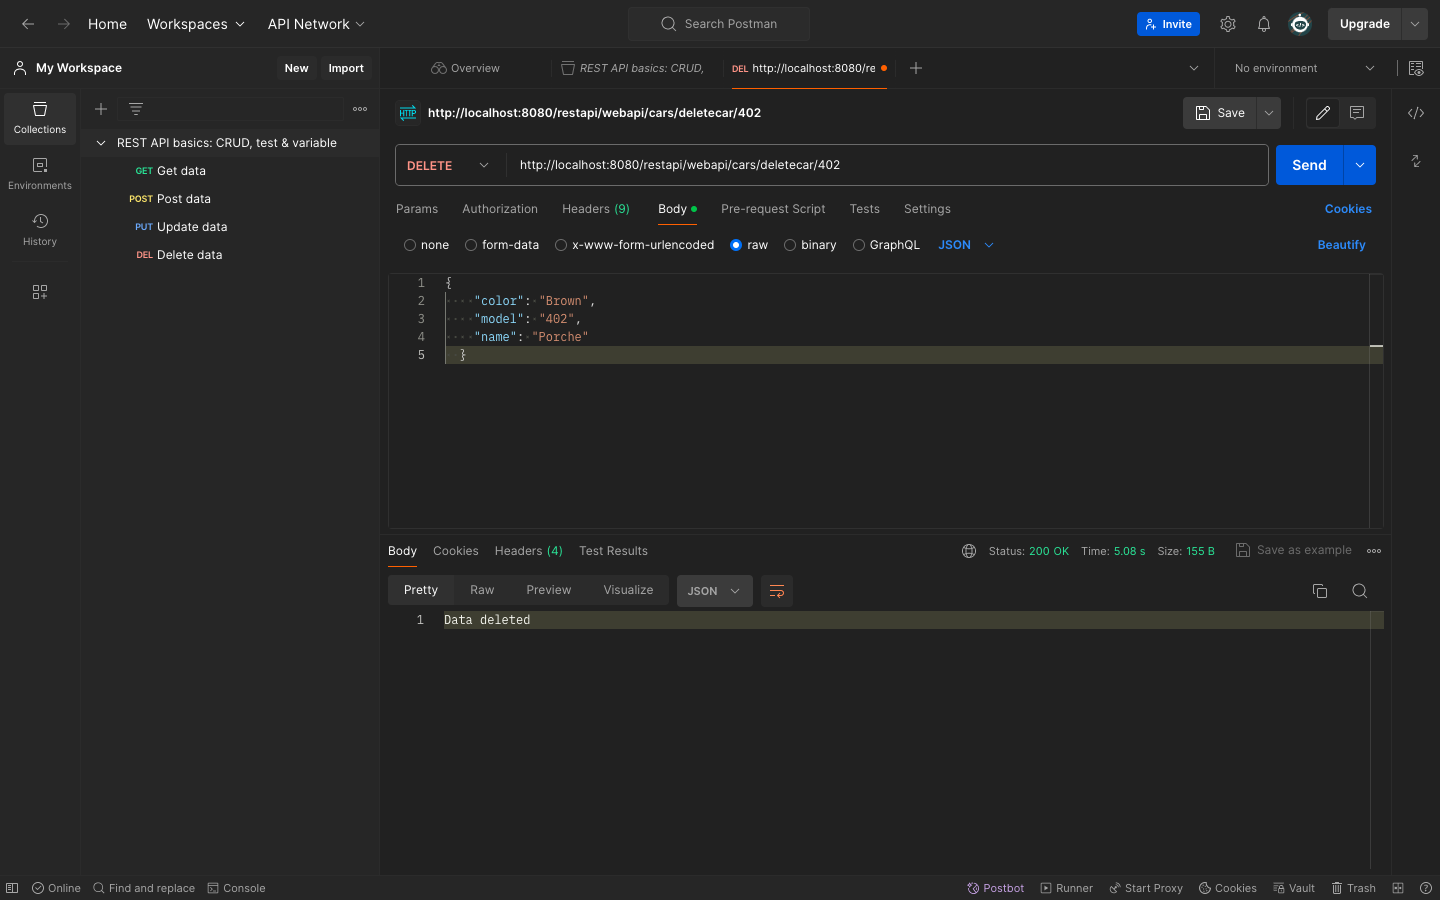 Home Workspaces API Network Search Postman Invite Upgrade
My Workspace New Import Overview REST API basics: CRUD, DEL http://localhost:8080/re No environment
Collections
Environments
History
REST API basics: CRUD, test & variable
GET Get data
POST Post data
PUT Update data
DEL Delete data
HTTP http://localhost:8080/restapi/webapi/cars/deletecar/402 Save
DELETE http://localhost:8080/restapi/webapi/cars/deletecar/402 Send
Params Authorization Headers (9) Body Pre-request Script Tests Settings Cookies
none form-data x-www-form-urlencoded raw binary GraphQL JSON Beautify
1 {
2 "color": "Brown",
3 "model": "402",
4 "name": "Porche"
5 }
Body Cookies Headers (4) Test Results Status: 200 OK Time: 5.08 s Size: 155 B Save as example
Pretty Raw Preview Visualize JSON
1 Data deleted
Online Find and replace Console Postbot Runner Start Proxy Cookies Vault Trash